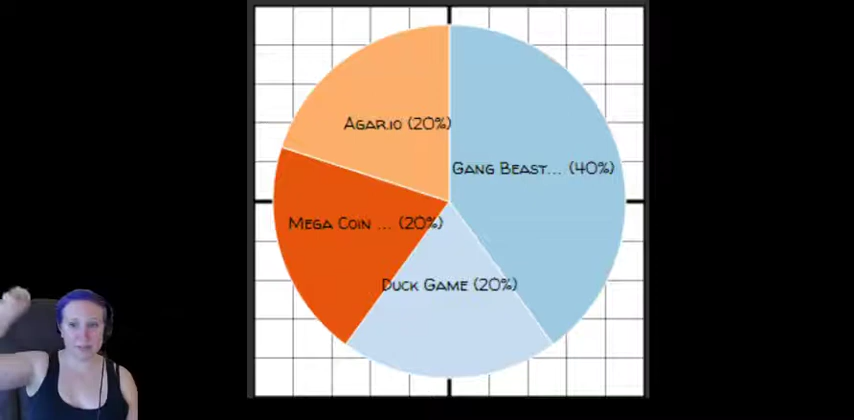 Agar.io (20%)
Gang Beast... (40%)
Mega Coin ... (20%)
Duck Game (20%)